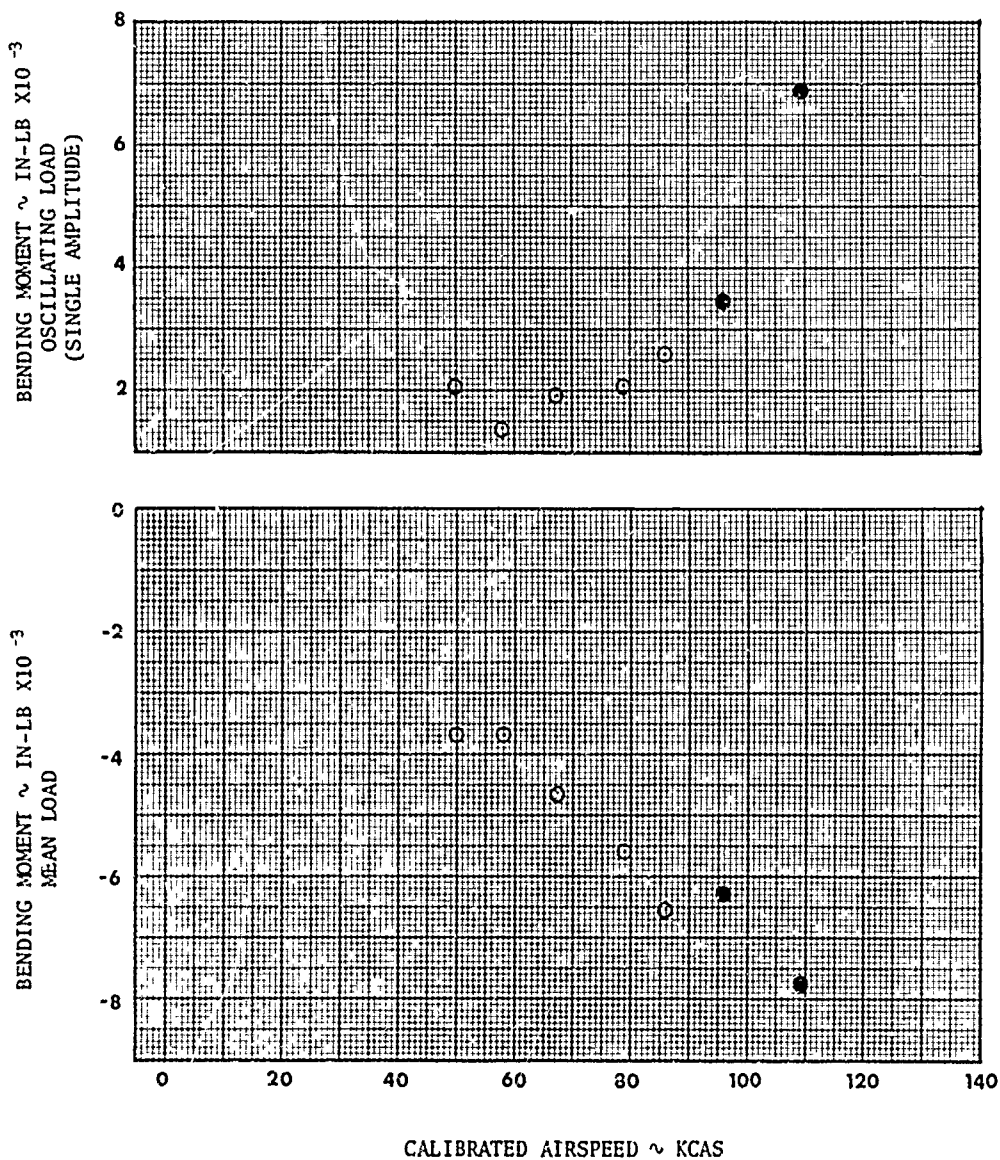 BENDING MOMENT ~ IN-LB X10 -3
OSCILLATING LOAD
(SINGLE AMPLITUDE)
8
6
4
2
BENDING MOMENT ~ IN-LB X10 -3
MEAN LOAD
0
-2
-4
-6
-8
0 20 40 60 80 100 120 140
CALIBRATED AIRSPEED ~ KCAS